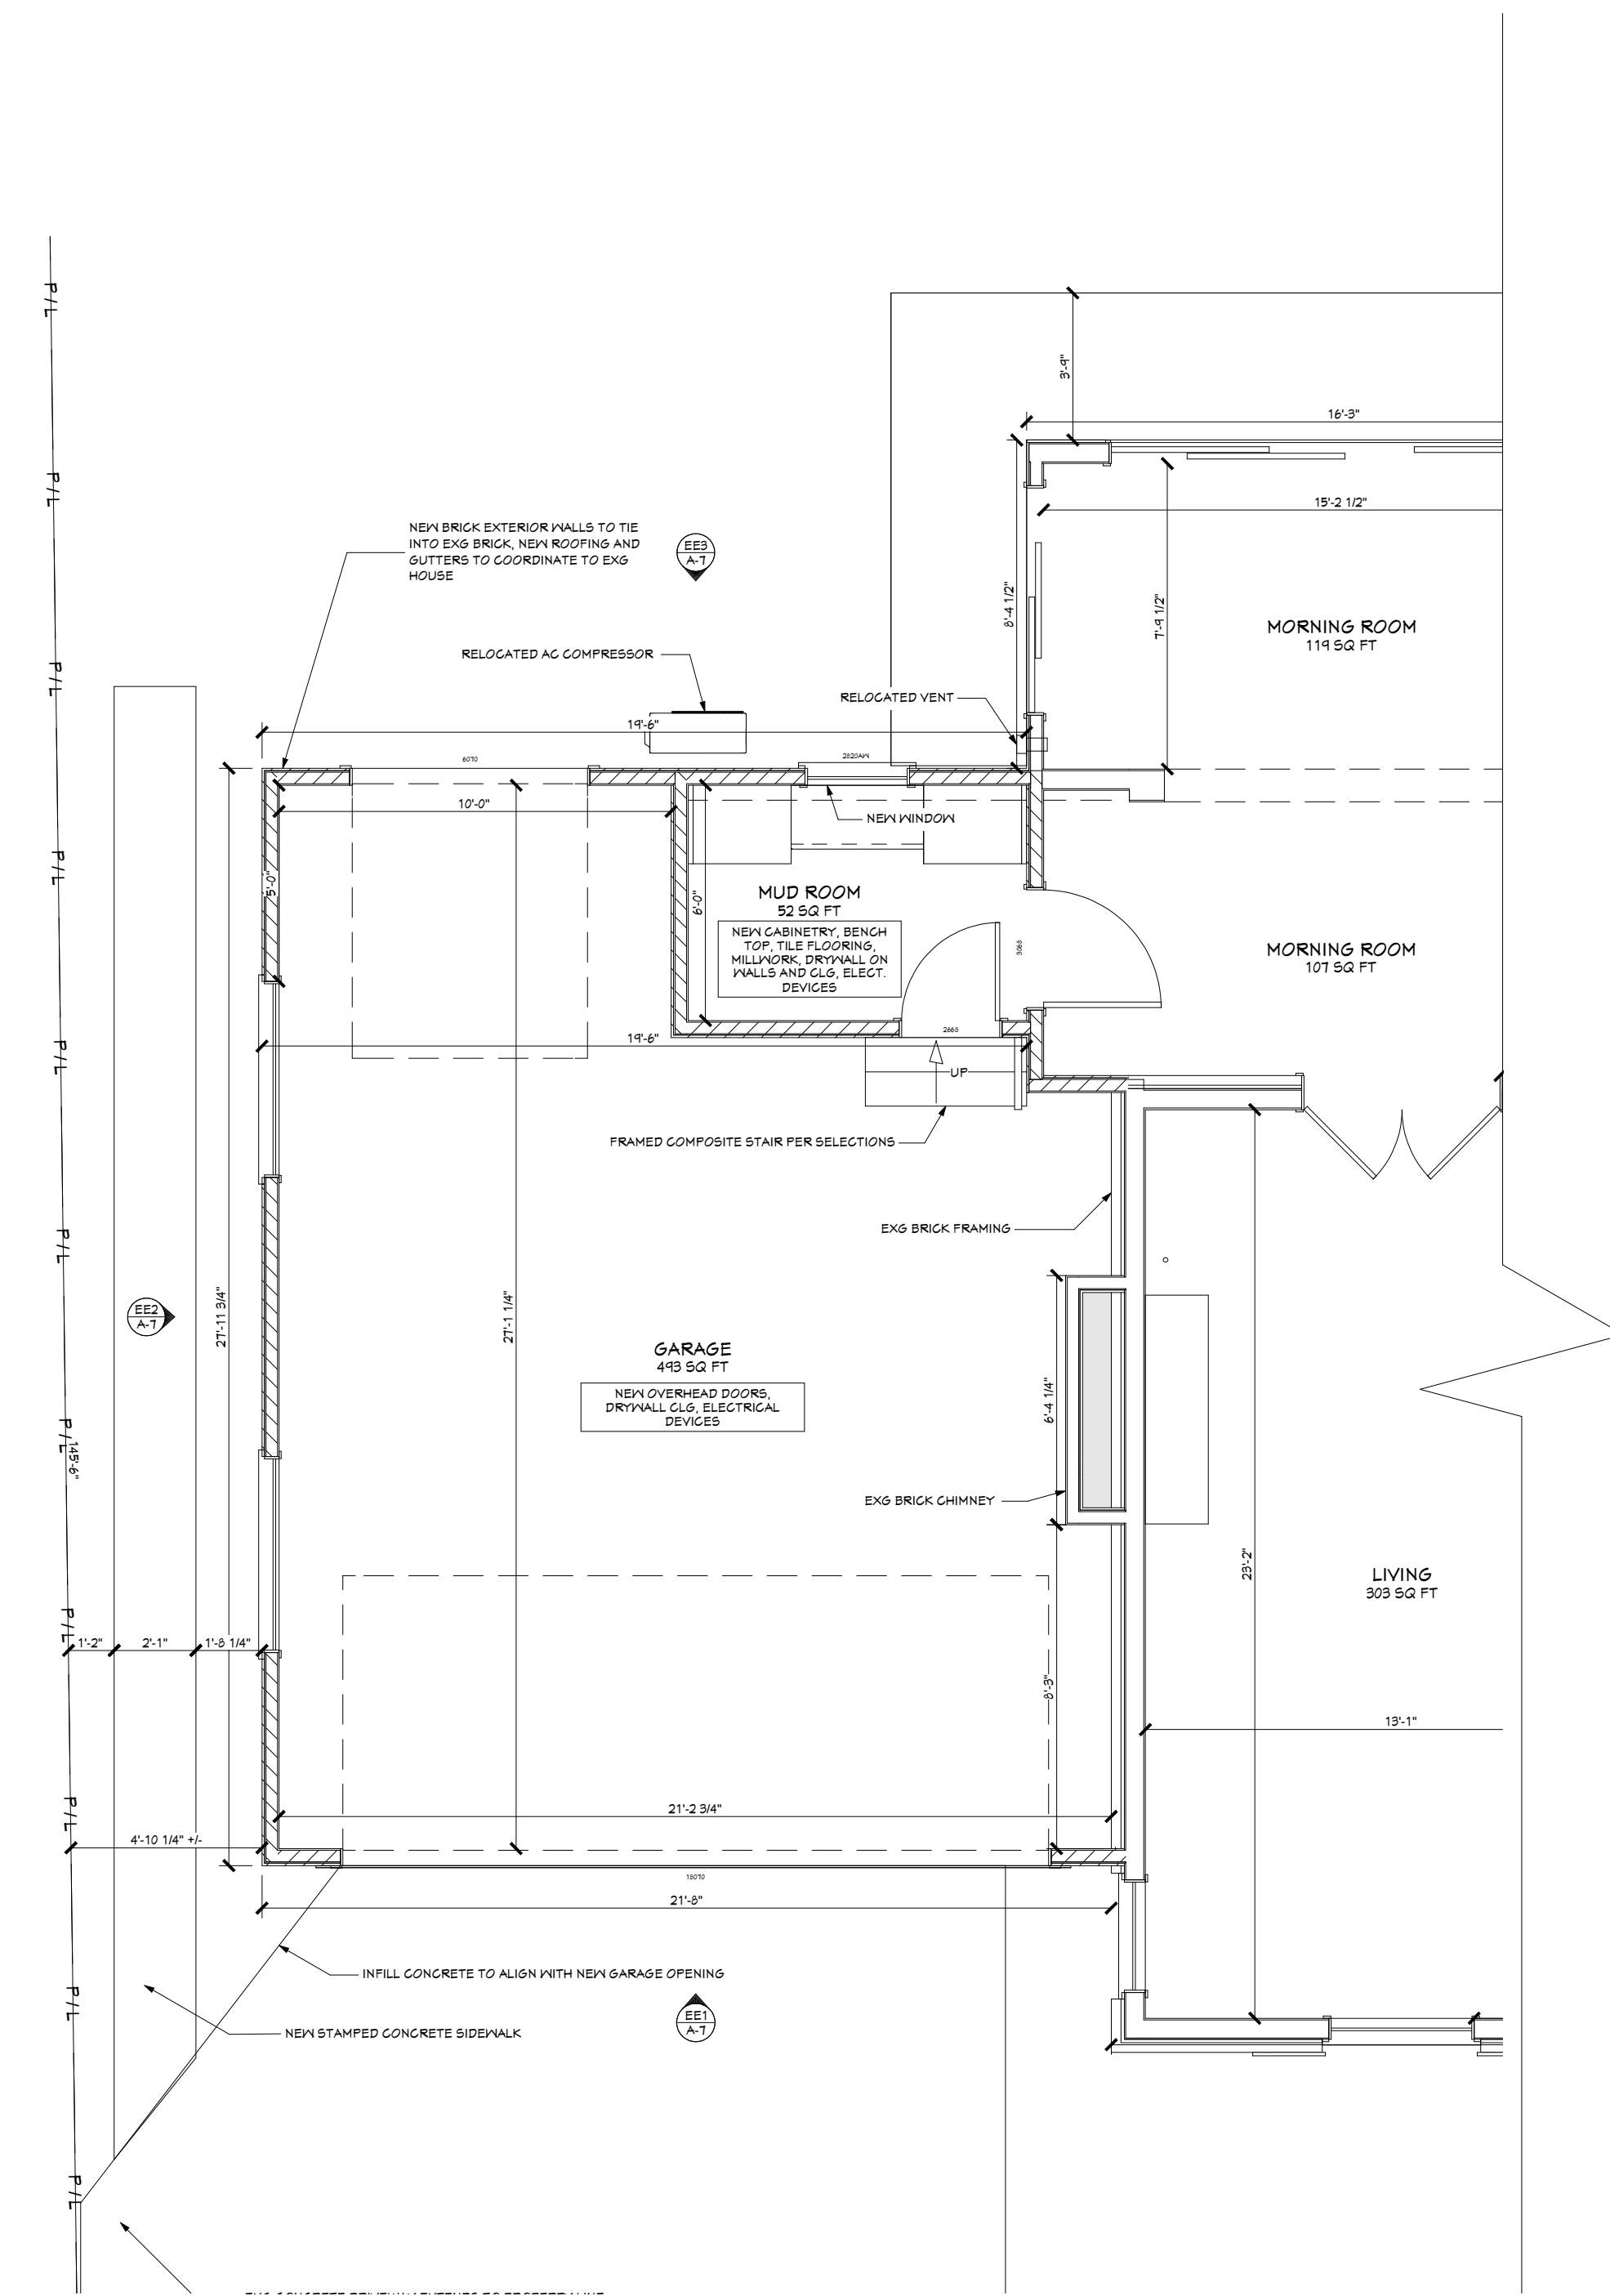 P/L
3'-9"
16'-3"
P/L
15'-2 1/2"
NEW BRICK EXTERIOR WALLS TO TIE
INTO EXG BRICK, NEW ROOFING AND
GUTTERS TO COORDINATE TO EXG
HOUSE
EE3
A-7
8'-4 1/2"
7'-9 1/2"
MORNING ROOM
119 SQ FT
RELOCATED AC COMPRESSOR
P/L
RELOCATED VENT
19'-6"
6070
2820AW
10'-0"
NEW WINDOW
P/L
5'-0"
6'-0"
MUD ROOM
52 SQ FT
NEW CABINETRY, BENCH
TOP, TILE FLOORING,
MILLWORK, DRYWALL ON
WALLS AND CLG, ELECT.
DEVICES
3068
MORNING ROOM
107 SQ FT
2668
19'-6"
P/L
UP
FRAMED COMPOSITE STAIR PER SELECTIONS
EXG BRICK FRAMING
P/L
EE2
A-7
27'-11 3/4"
27'-1 1/4"
GARAGE
493 SQ FT
NEW OVERHEAD DOORS,
DRYWALL CLG, ELECTRICAL
DEVICES
6'-4 1/4"
P/L
145'-6"
EXG BRICK CHIMNEY
23'-2"
LIVING
303 SQ FT
P/L
1'-2"
2'-1"
1'-8 1/4"
8'-3"
13'-1"
P/L
21'-2 3/4"
4'-10 1/4" +/-
18070
21'-8"
INFILL CONCRETE TO ALIGN WITH NEW GARAGE OPENING
P/L
EE1
A-7
NEW STAMPED CONCRETE SIDEWALK
P/L